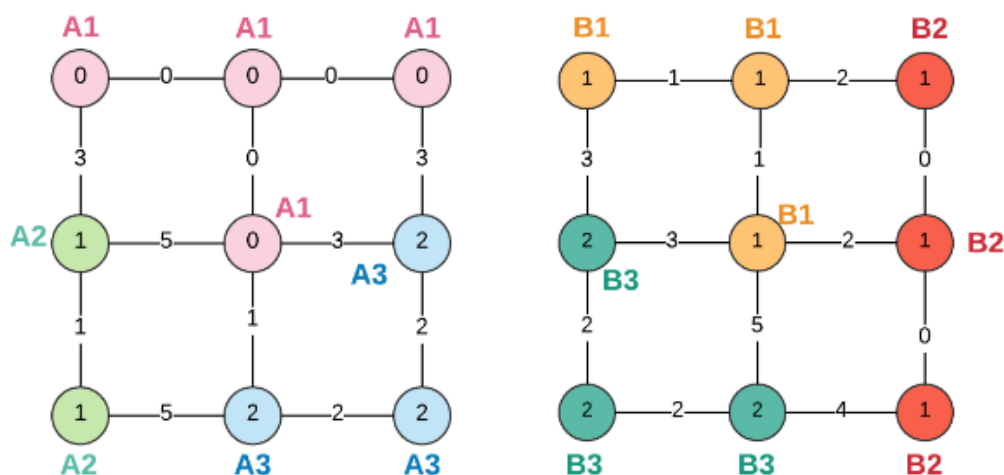 A1 A1 A1 B1 B1 B2
0 0 0 0 0 1 1 1 2 1
3 0 3 3 1 0
A1 B1
A2 1 5 0 3 2 2 3 1 2 1 B2
A3 B3
1 1 2 2 5 0
1 5 2 2 2 2 2 2 4 1
A2 A3 A3 B3 B3 B2